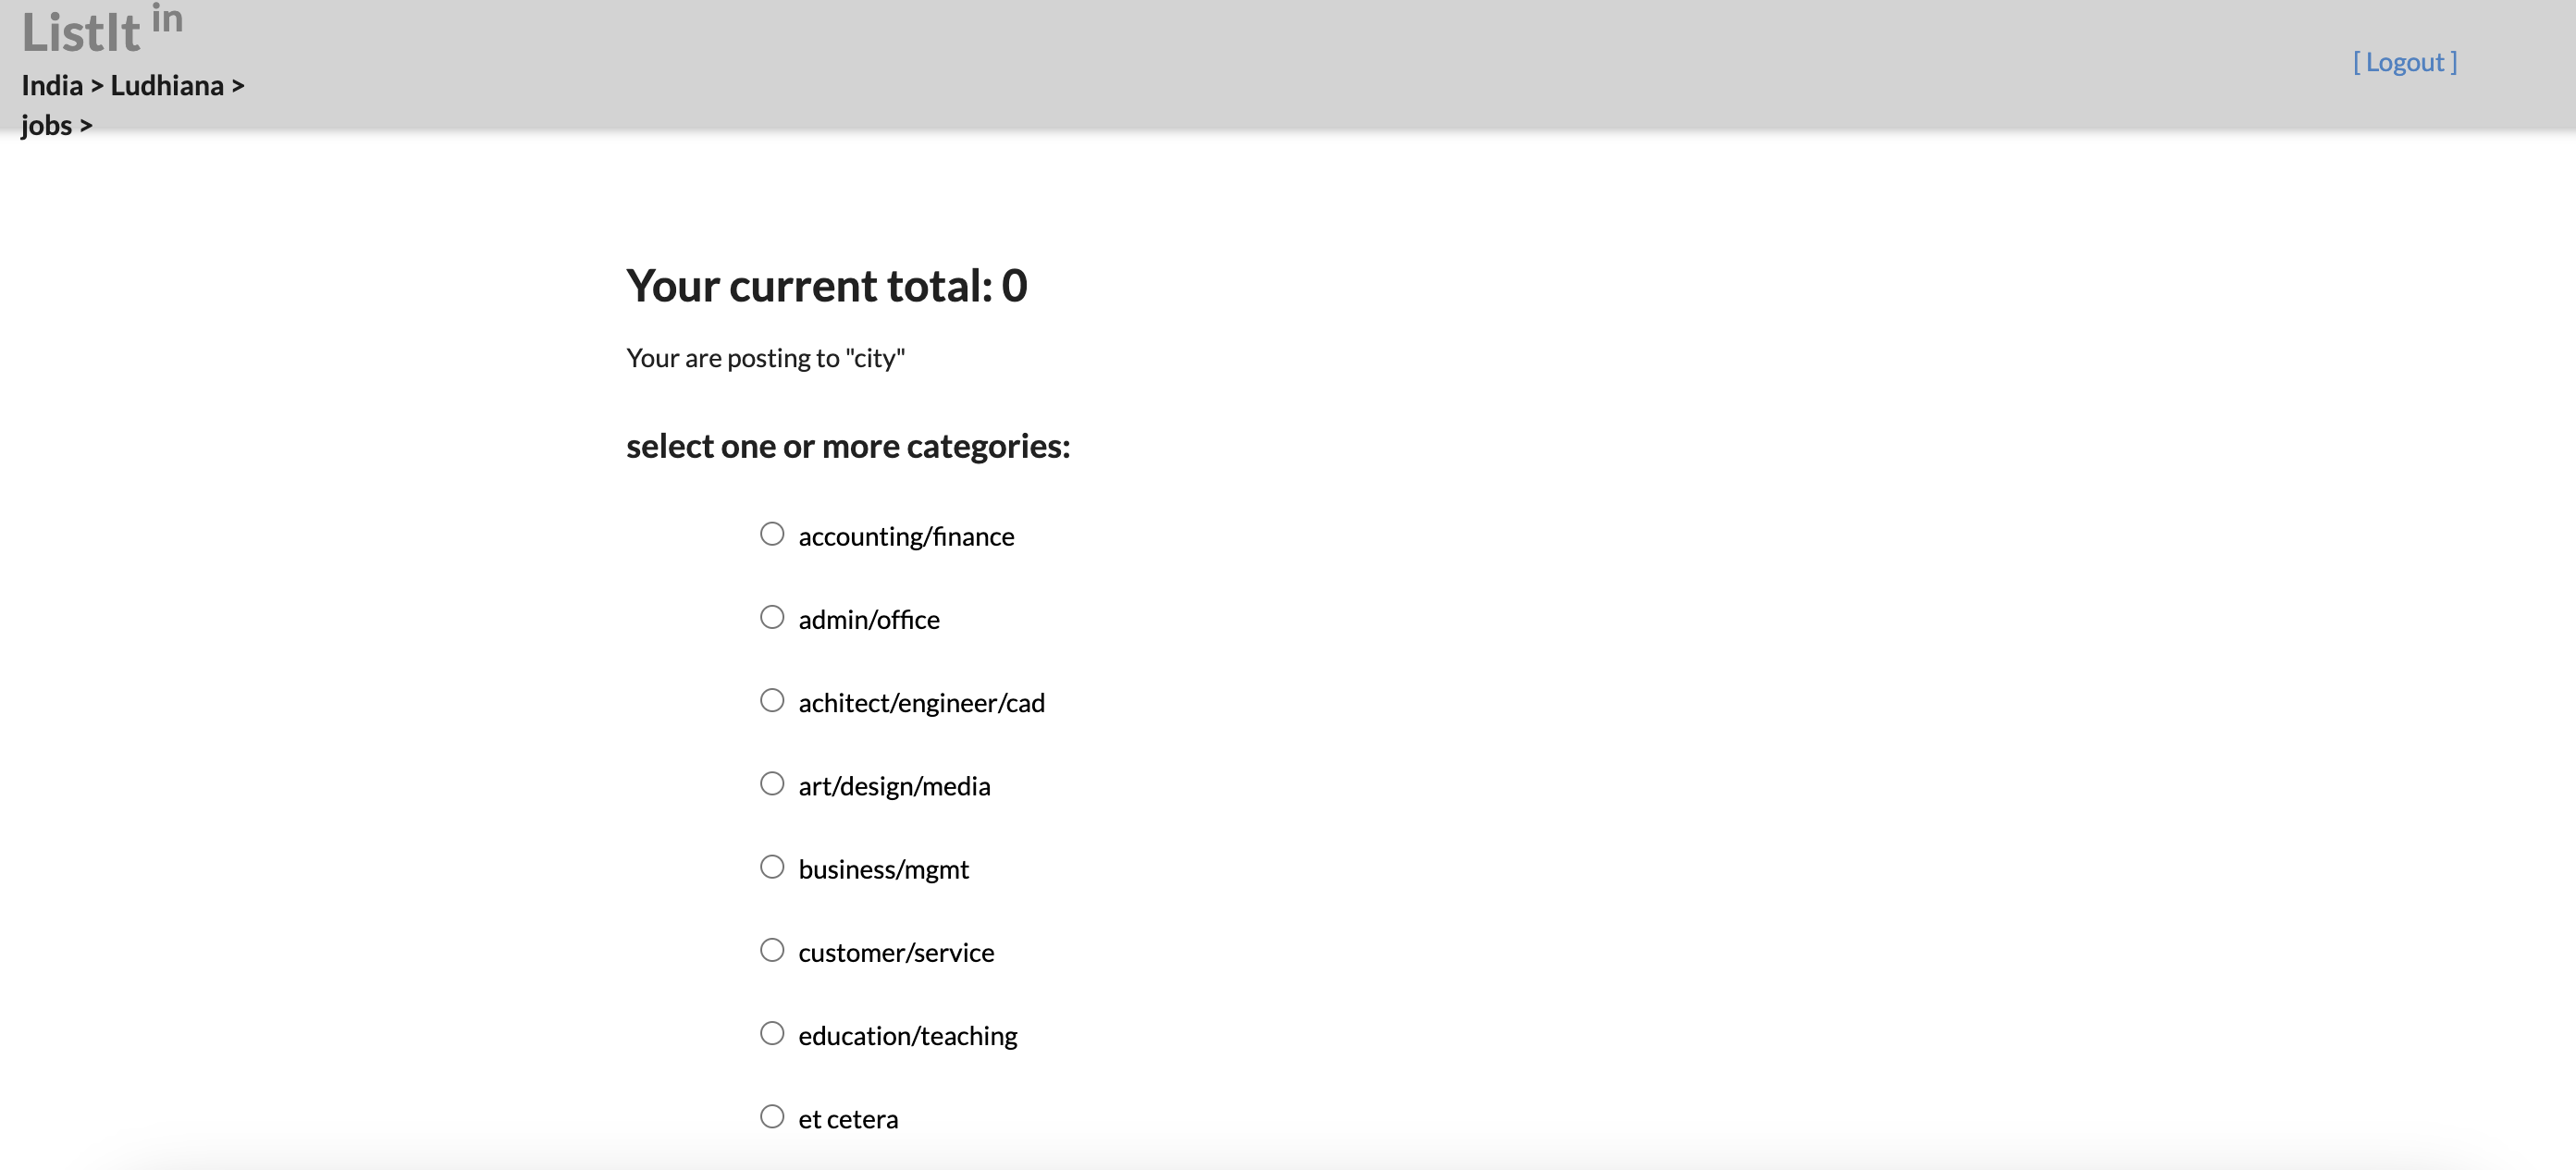 ListIt in
India > Ludhiana >
jobs >
[ Logout ]
Your current total: 0
Your are posting to "city"
select one or more categories:
accounting/finance
admin/office
achitect/engineer/cad
art/design/media
business/mgmt
customer/service
education/teaching
et cetera